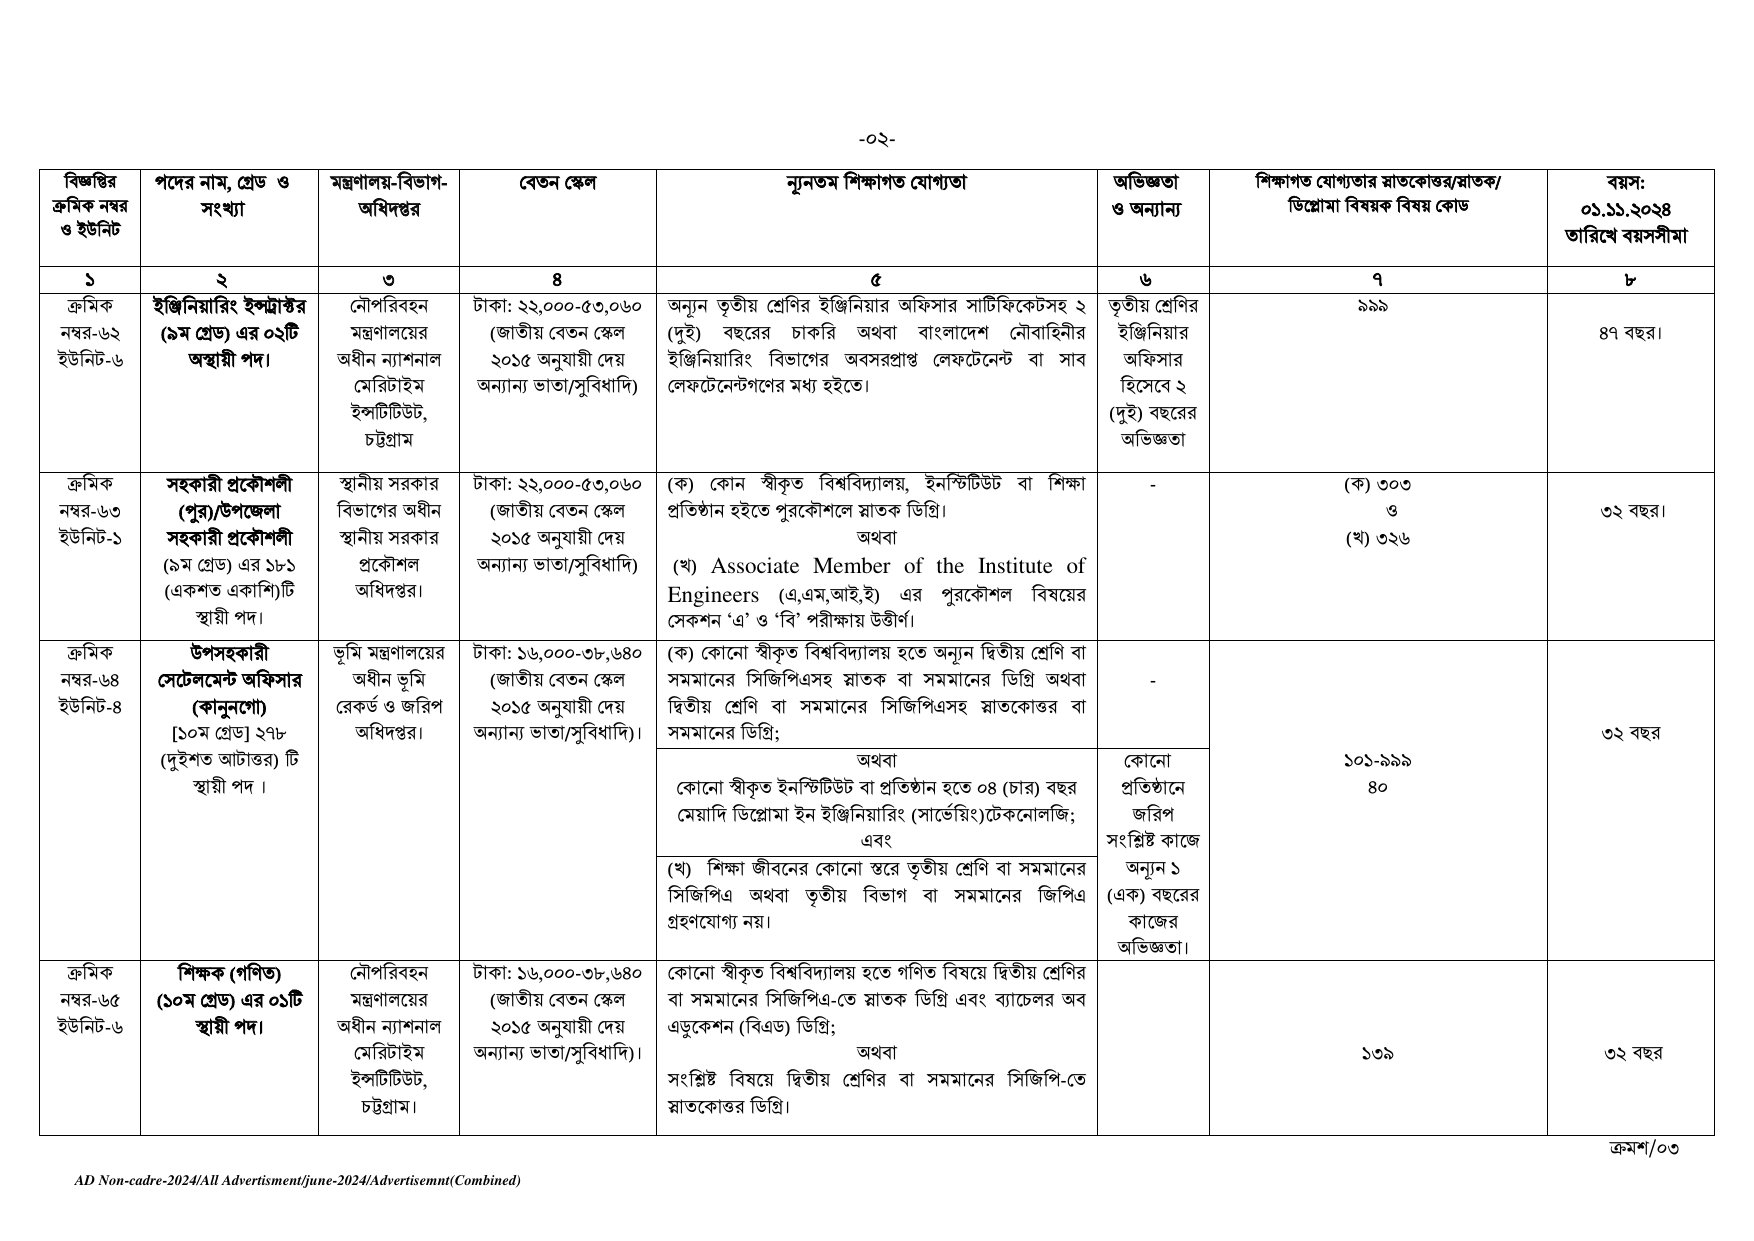 -০২-
বিজ্ঞপ্তির
ক্রমিক নম্বর
ও ইউনিট
পদের নাম, গ্রেড ও
সংখ্যা
মন্ত্রণালয়-বিভাগ-
অধিদপ্তর
বেতন স্কেল
ন্যূনতম শিক্ষাগত যোগ্যতা
অভিজ্ঞতা
ও অন্যান্য
শিক্ষাগত যোগ্যতার স্নাতকোত্তর/স্নাতক/
ডিপ্লোমা বিষয়ক বিষয় কোড
বয়স:
০১.১১.২০২৪
তারিখে বয়সসীমা
১
২
৩
৪
৫
৬
৭
৮
ক্রমিক
নম্বর-৬২
ইউনিট-৬
ইঞ্জিনিয়ারিং ইন্সট্রাক্টর
(৯ম গ্রেড) এর ০২টি
অস্থায়ী পদ।
নৌপরিবহন
মন্ত্রণালয়ের
অধীন ন্যাশনাল
মেরিটাইম
ইন্সটিটিউট,
চট্টগ্রাম
টাকা: ২২,০০০-৫৩,০৬০
(জাতীয় বেতন স্কেল
২০১৫ অনুযায়ী দেয়
অন্যান্য ভাতা/সুবিধাদি)
অন্যূন তৃতীয় শ্রেণির ইঞ্জিনিয়ার অফিসার সার্টিফিকেটসহ ২
(দুই) বছরের চাকরি অথবা বাংলাদেশ নৌবাহিনীর
ইঞ্জিনিয়ারিং বিভাগের অবসরপ্রাপ্ত লেফটেনেন্ট বা সাব
লেফটেনেন্টগণের মধ্য হইতে।
তৃতীয় শ্রেণির
ইঞ্জিনিয়ার
অফিসার
হিসেবে ২
(দুই) বছরের
অভিজ্ঞতা
৯৯৯
৪৭ বছর।
ক্রমিক
নম্বর-৬৩
ইউনিট-১
সহকারী প্রকৌশলী
(পুর)/উপজেলা
সহকারী প্রকৌশলী
(৯ম গ্রেড) এর ১৮১
(একশত একাশি)টি
স্থায়ী পদ।
স্থানীয় সরকার
বিভাগের অধীন
স্থানীয় সরকার
প্রকৌশল
অধিদপ্তর।
টাকা: ২২,০০০-৫৩,০৬০
(জাতীয় বেতন স্কেল
২০১৫ অনুযায়ী দেয়
অন্যান্য ভাতা/সুবিধাদি)
(ক) কোন স্বীকৃত বিশ্ববিদ্যালয়, ইনস্টিটিউট বা শিক্ষা
প্রতিষ্ঠান হইতে পুরকৌশলে স্নাতক ডিগ্রি।
অথবা
(খ) Associate Member of the Institute of
Engineers (এ,এম,আই,ই) এর পুরকৌশল বিষয়ের
সেকশন ‘এ’ ও ‘বি’ পরীক্ষায় উত্তীর্ণ।
-
(ক) ৩০৩
ও
(খ) ৩২৬
৩২ বছর।
ক্রমিক
নম্বর-৬৪
ইউনিট-৪
উপসহকারী
সেটেলমেন্ট অফিসার
(কানুনগো)
[১০ম গ্রেড] ২৭৮
(দুইশত আটাত্তর) টি
স্থায়ী পদ ।
ভূমি মন্ত্রণালয়ের
অধীন ভূমি
রেকর্ড ও জরিপ
অধিদপ্তর।
টাকা: ১৬,০০০-৩৮,৬৪০
(জাতীয় বেতন স্কেল
২০১৫ অনুযায়ী দেয়
অন্যান্য ভাতা/সুবিধাদি)।
(ক) কোনো স্বীকৃত বিশ্ববিদ্যালয় হতে অন্যূন দ্বিতীয় শ্রেণি বা
সমমানের সিজিপিএসহ স্নাতক বা সমমানের ডিগ্রি অথবা
দ্বিতীয় শ্রেণি বা সমমানের সিজিপিএসহ স্নাতকোত্তর বা
সমমানের ডিগ্রি;
অথবা
কোনো স্বীকৃত ইনস্টিটিউট বা প্রতিষ্ঠান হতে ০৪ (চার) বছর
মেয়াদি ডিপ্লোমা ইন ইঞ্জিনিয়ারিং (সার্ভেয়িং)টেকনোলজি;
এবং
(খ) শিক্ষা জীবনের কোনো স্তরে তৃতীয় শ্রেণি বা সমমানের
সিজিপিএ অথবা তৃতীয় বিভাগ বা সমমানের জিপিএ
গ্রহণযোগ্য নয়।
-
কোনো
প্রতিষ্ঠানে
জরিপ
সংশ্লিষ্ট কাজে
অন্যূন ১
(এক) বছরের
কাজের
অভিজ্ঞতা।
১০১-৯৯৯
৪০
৩২ বছর
ক্রমিক
নম্বর-৬৫
ইউনিট-৬
শিক্ষক (গণিত)
(১০ম গ্রেড) এর ০১টি
স্থায়ী পদ।
নৌপরিবহন
মন্ত্রণালয়ের
অধীন ন্যাশনাল
মেরিটাইম
ইন্সটিটিউট,
চট্টগ্রাম।
টাকা: ১৬,০০০-৩৮,৬৪০
(জাতীয় বেতন স্কেল
২০১৫ অনুযায়ী দেয়
অন্যান্য ভাতা/সুবিধাদি)।
কোনো স্বীকৃত বিশ্ববিদ্যালয় হতে গণিত বিষয়ে দ্বিতীয় শ্রেণির
বা সমমানের সিজিপিএ-তে স্নাতক ডিগ্রি এবং ব্যাচেলর অব
এডুকেশন (বিএড) ডিগ্রি;
অথবা
সংশ্লিষ্ট বিষয়ে দ্বিতীয় শ্রেণির বা সমমানের সিজিপি-তে
স্নাতকোত্তর ডিগ্রি।
১৩৯
৩২ বছর
ক্রমশ/০৩
AD Non-cadre-2024/All Advertisment/june-2024/Advertisemnt(Combined)